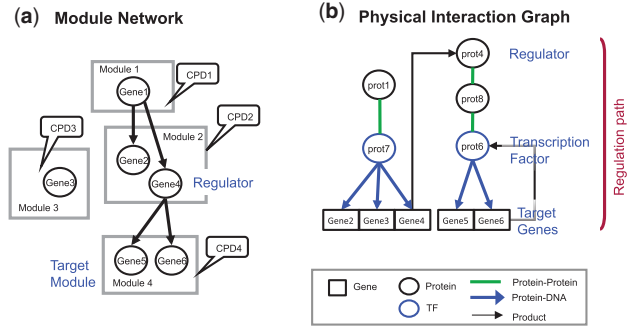 (a) Module Network
Module 1
CPD1
Gene1
CPD3
CPD2
Module 2
Gene2
Gene3
Gene4
Regulator
Module 3
CPD4
Target
Module
Gene5
Gene6
Module 4
(b) Physical Interaction Graph
prot4
Regulator
prot1
prot8
prot7
prot6
Transcription
Factor
Gene2
Gene3
Gene4
Gene5
Gene6
Target
Genes
Regulation path
Gene
Protein
Protein-Protein
TF
Protein-DNA
Product